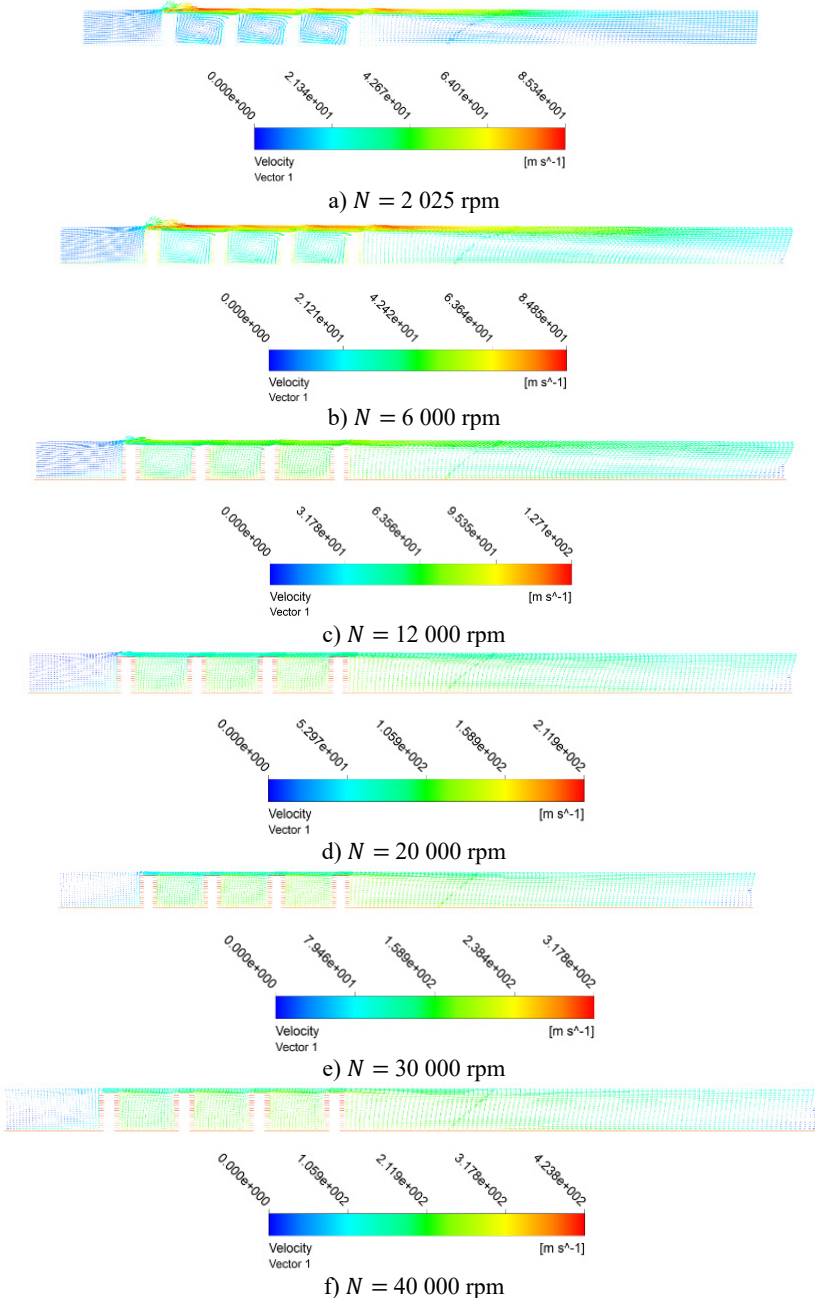 0.000e+000 2.134e+001 4.267e+001 6.401e+001 8.534e+001
Velocity [m s^-1]
Vector 1
a) N = 2 025 rpm
0.000e+000 2.121e+001 4.242e+001 6.364e+001 8.485e+001
Velocity [m s^-1]
Vector 1
b) N = 6 000 rpm
0.000e+000 3.178e+001 6.356e+001 9.535e+001 1.271e+002
Velocity [m s^-1]
Vector 1
c) N = 12 000 rpm
0.000e+000 5.297e+001 1.059e+002 1.589e+002 2.119e+002
Velocity [m s^-1]
Vector 1
d) N = 20 000 rpm
0.000e+000 7.946e+001 1.589e+002 2.384e+002 3.178e+002
Velocity [m s^-1]
Vector 1
e) N = 30 000 rpm
0.000e+000 1.059e+002 2.119e+002 3.178e+002 4.238e+002
Velocity [m s^-1]
Vector 1
f) N = 40 000 rpm